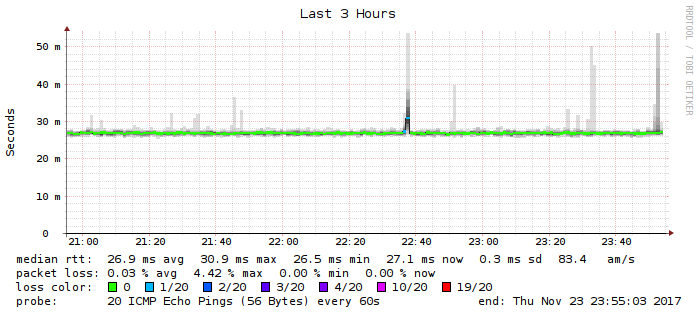 Last 3 Hours
RRDTOOL / TOBI OETIKER
Seconds
50 m
40 m
30 m
20 m
10 m
0
21:00 21:20 21:40 22:00 22:20 22:40 23:00 23:20 23:40
median rtt: 26.9 ms avg 30.9 ms max 26.5 ms min 27.1 ms now 0.3 ms sd 83.4 am/s
packet loss: 0.03 % avg 4.42 % max 0.00 % min 0.00 % now
loss color: 0 1/20 2/20 3/20 4/20 10/20 19/20
probe: 20 ICMP Echo Pings (56 Bytes) every 60s end: Thu Nov 23 23:55:03 2017